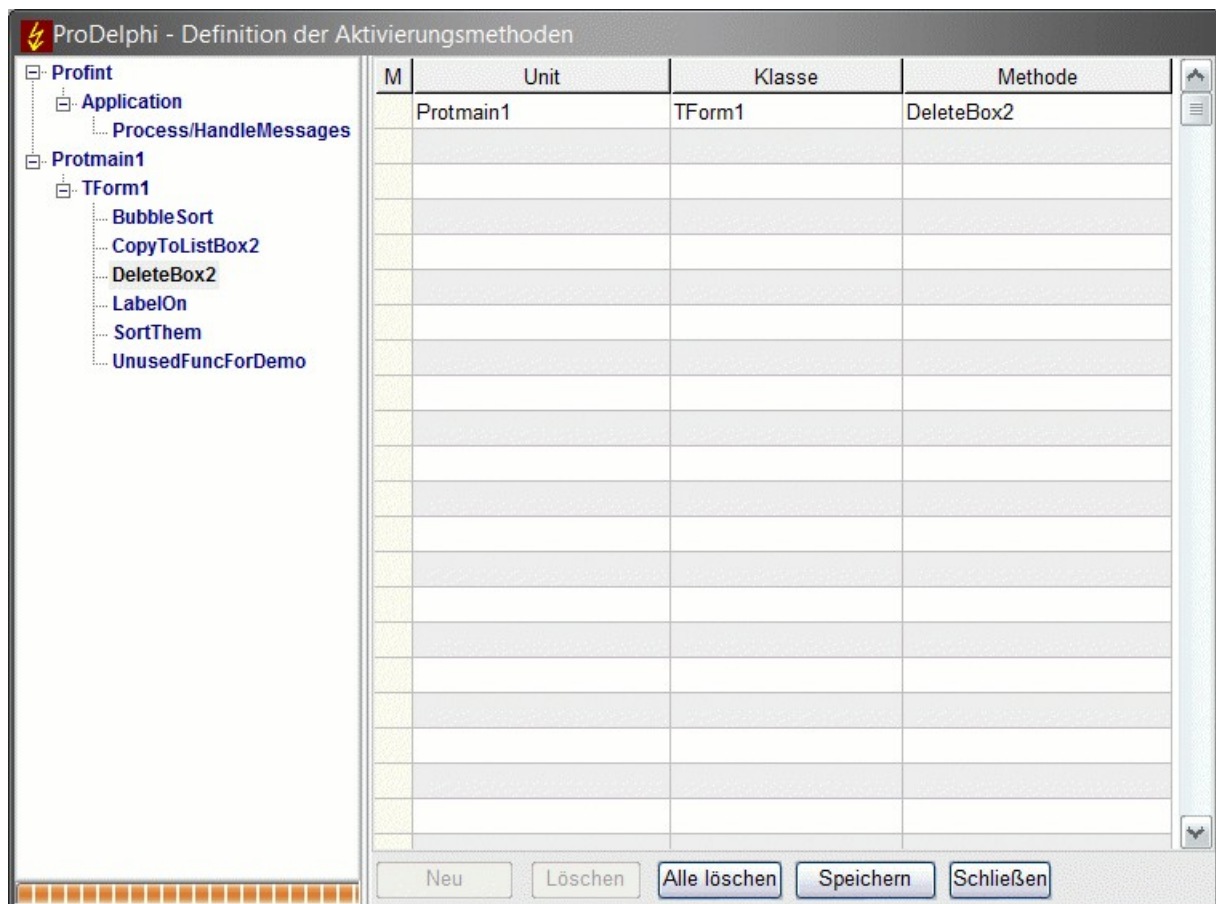 ProDelphi - Definition der Aktivierungsmethoden
Profint
Application
Process/HandleMessages
Protmain1
TForm1
BubbleSort
CopyToListBox2
DeleteBox2
LabelOn
SortThem
UnusedFuncForDemo
M Unit Klasse Methode
Protmain1 TForm1 DeleteBox2
Neu Löschen Alle löschen Speichern Schließen